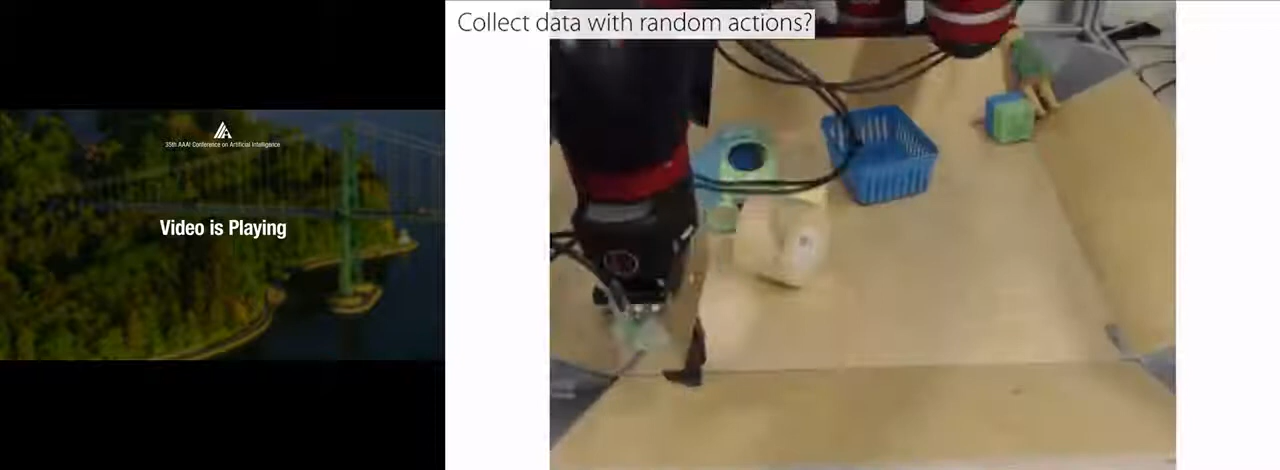 Collect data with random actions?
35th AAAI Conference on Artificial Intelligence
Video is Playing